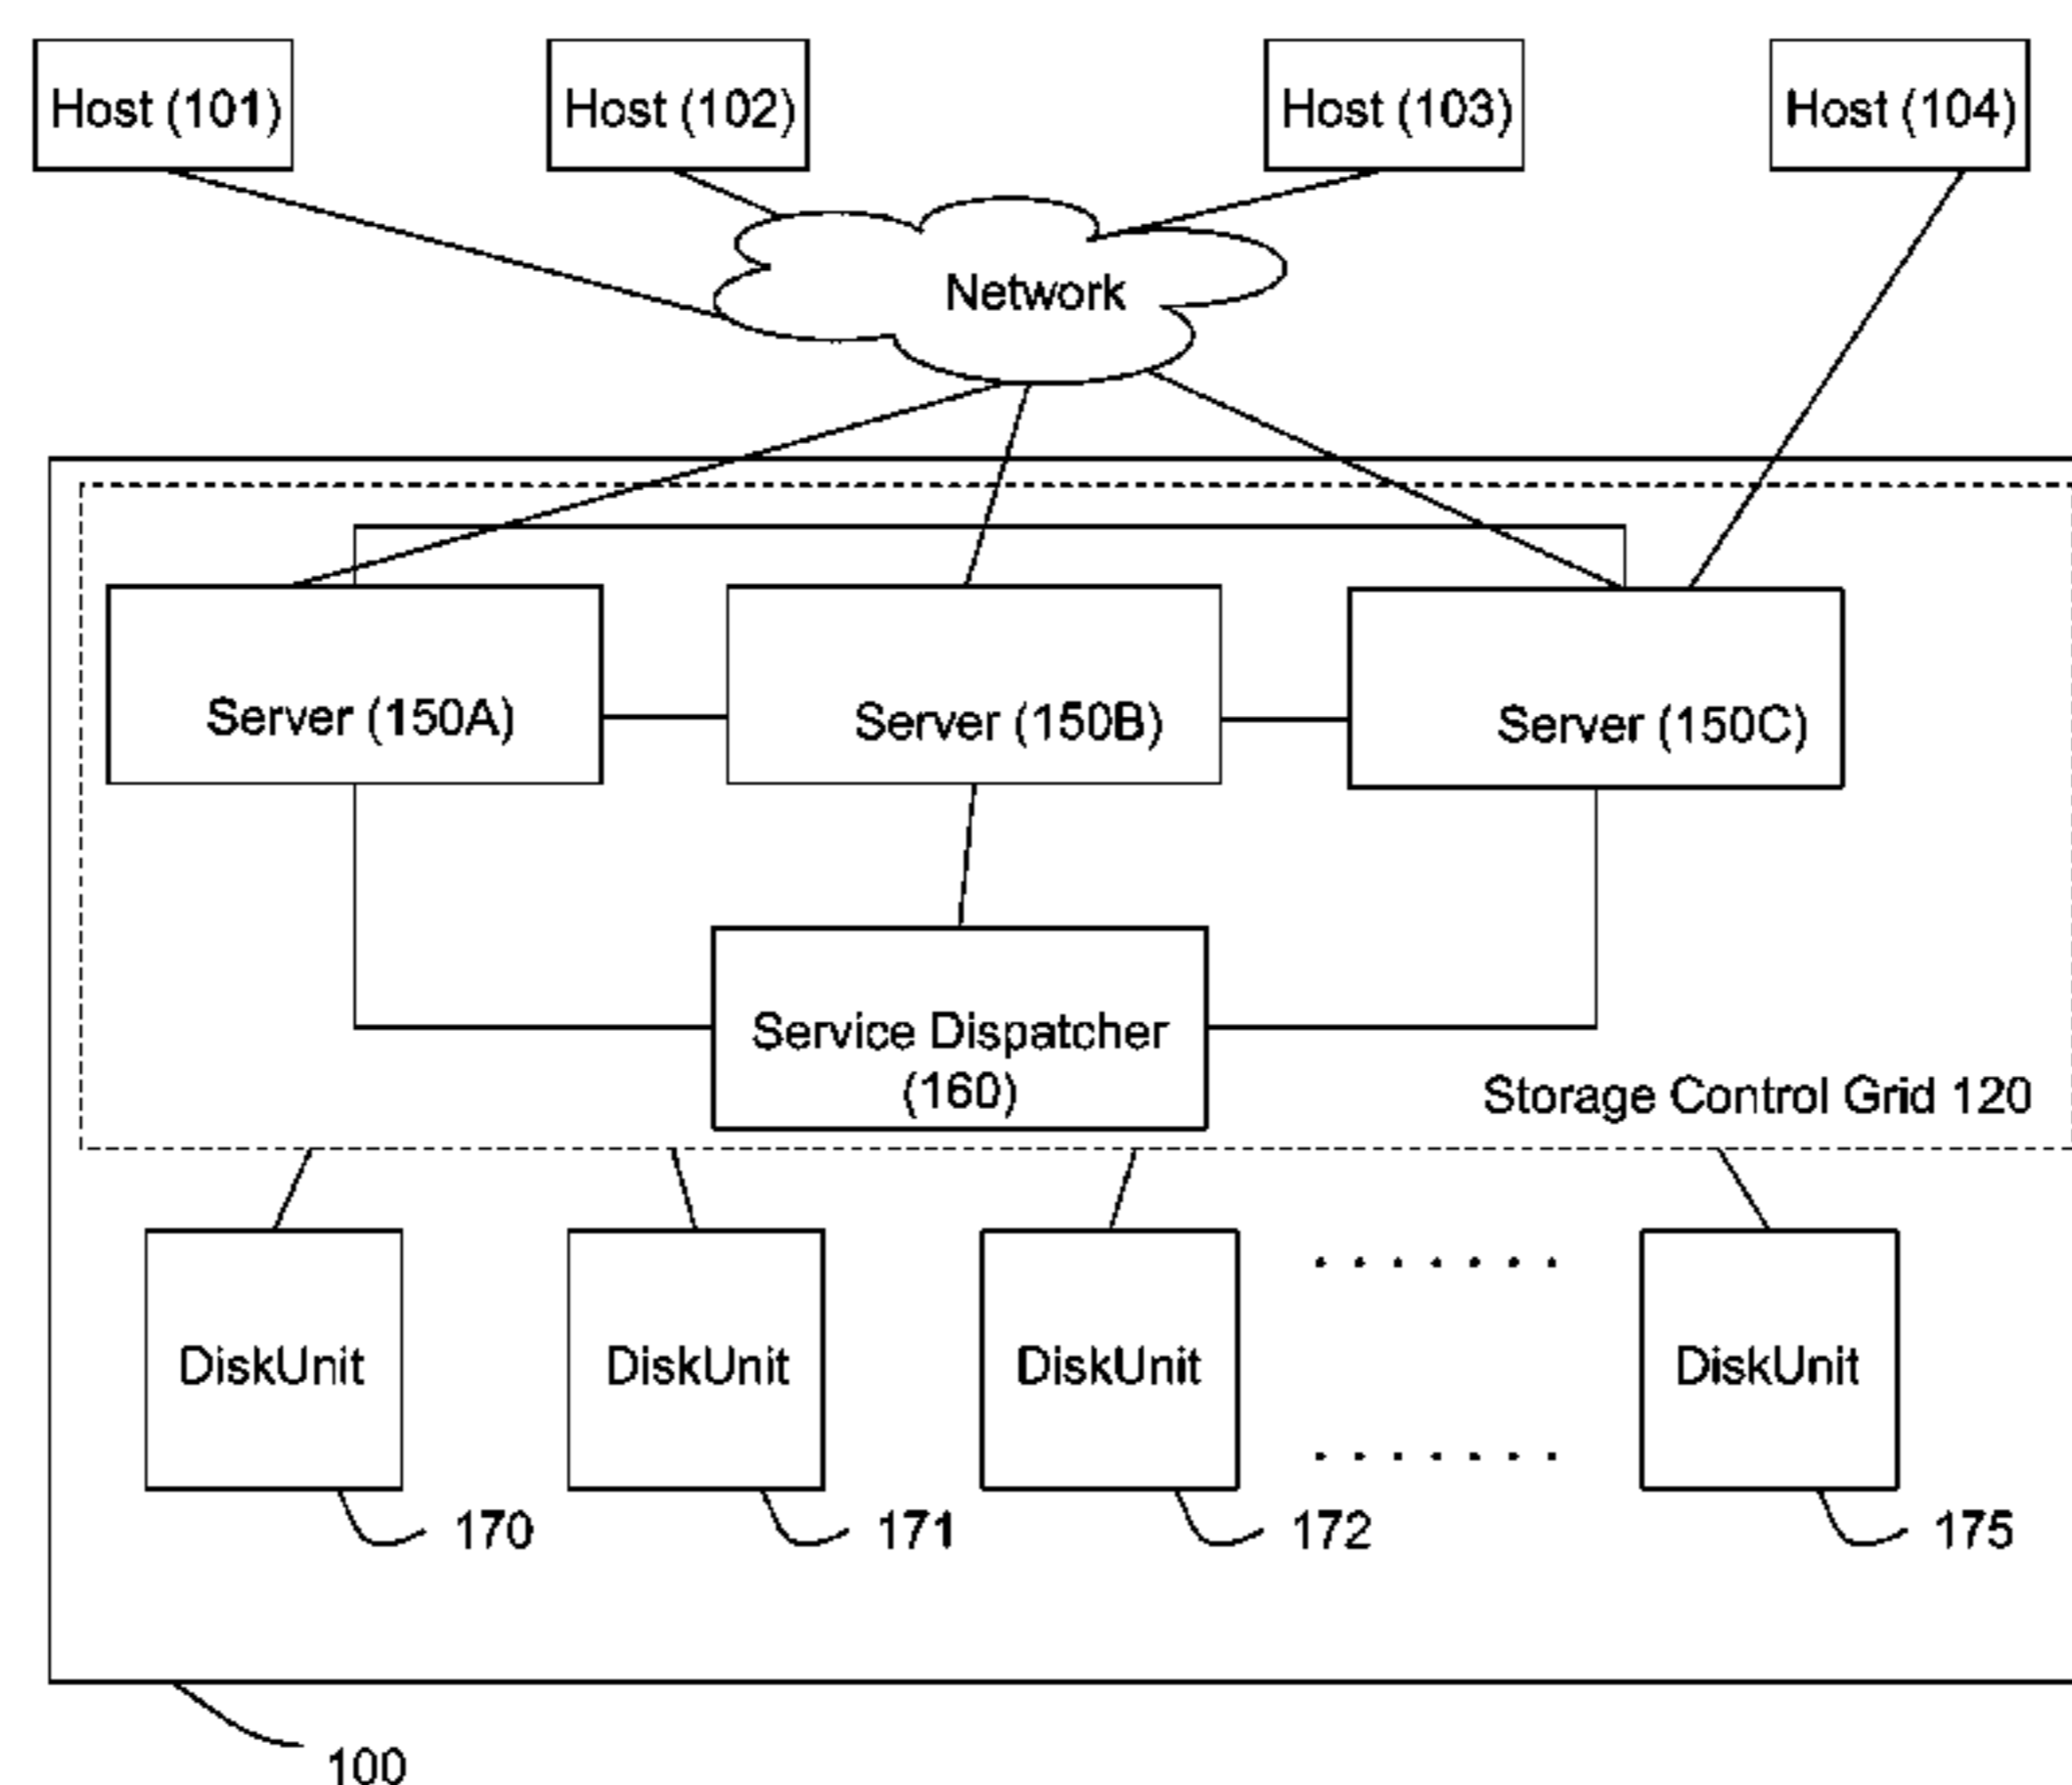 Host (101)
Host (102)
Host (103)
Host (104)
Network
Server (150A)
Server (150B)
Server (150C)
Service Dispatcher
(160)
Storage Control Grid 120
DiskUnit
DiskUnit
DiskUnit
DiskUnit
170
171
172
175
100